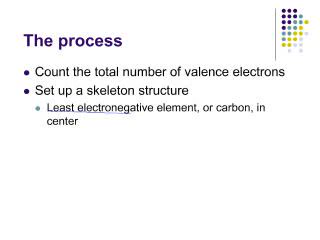 The process
Count the total number of valence electrons
Set up a skeleton structure
Least electronegative element, or carbon, in
center